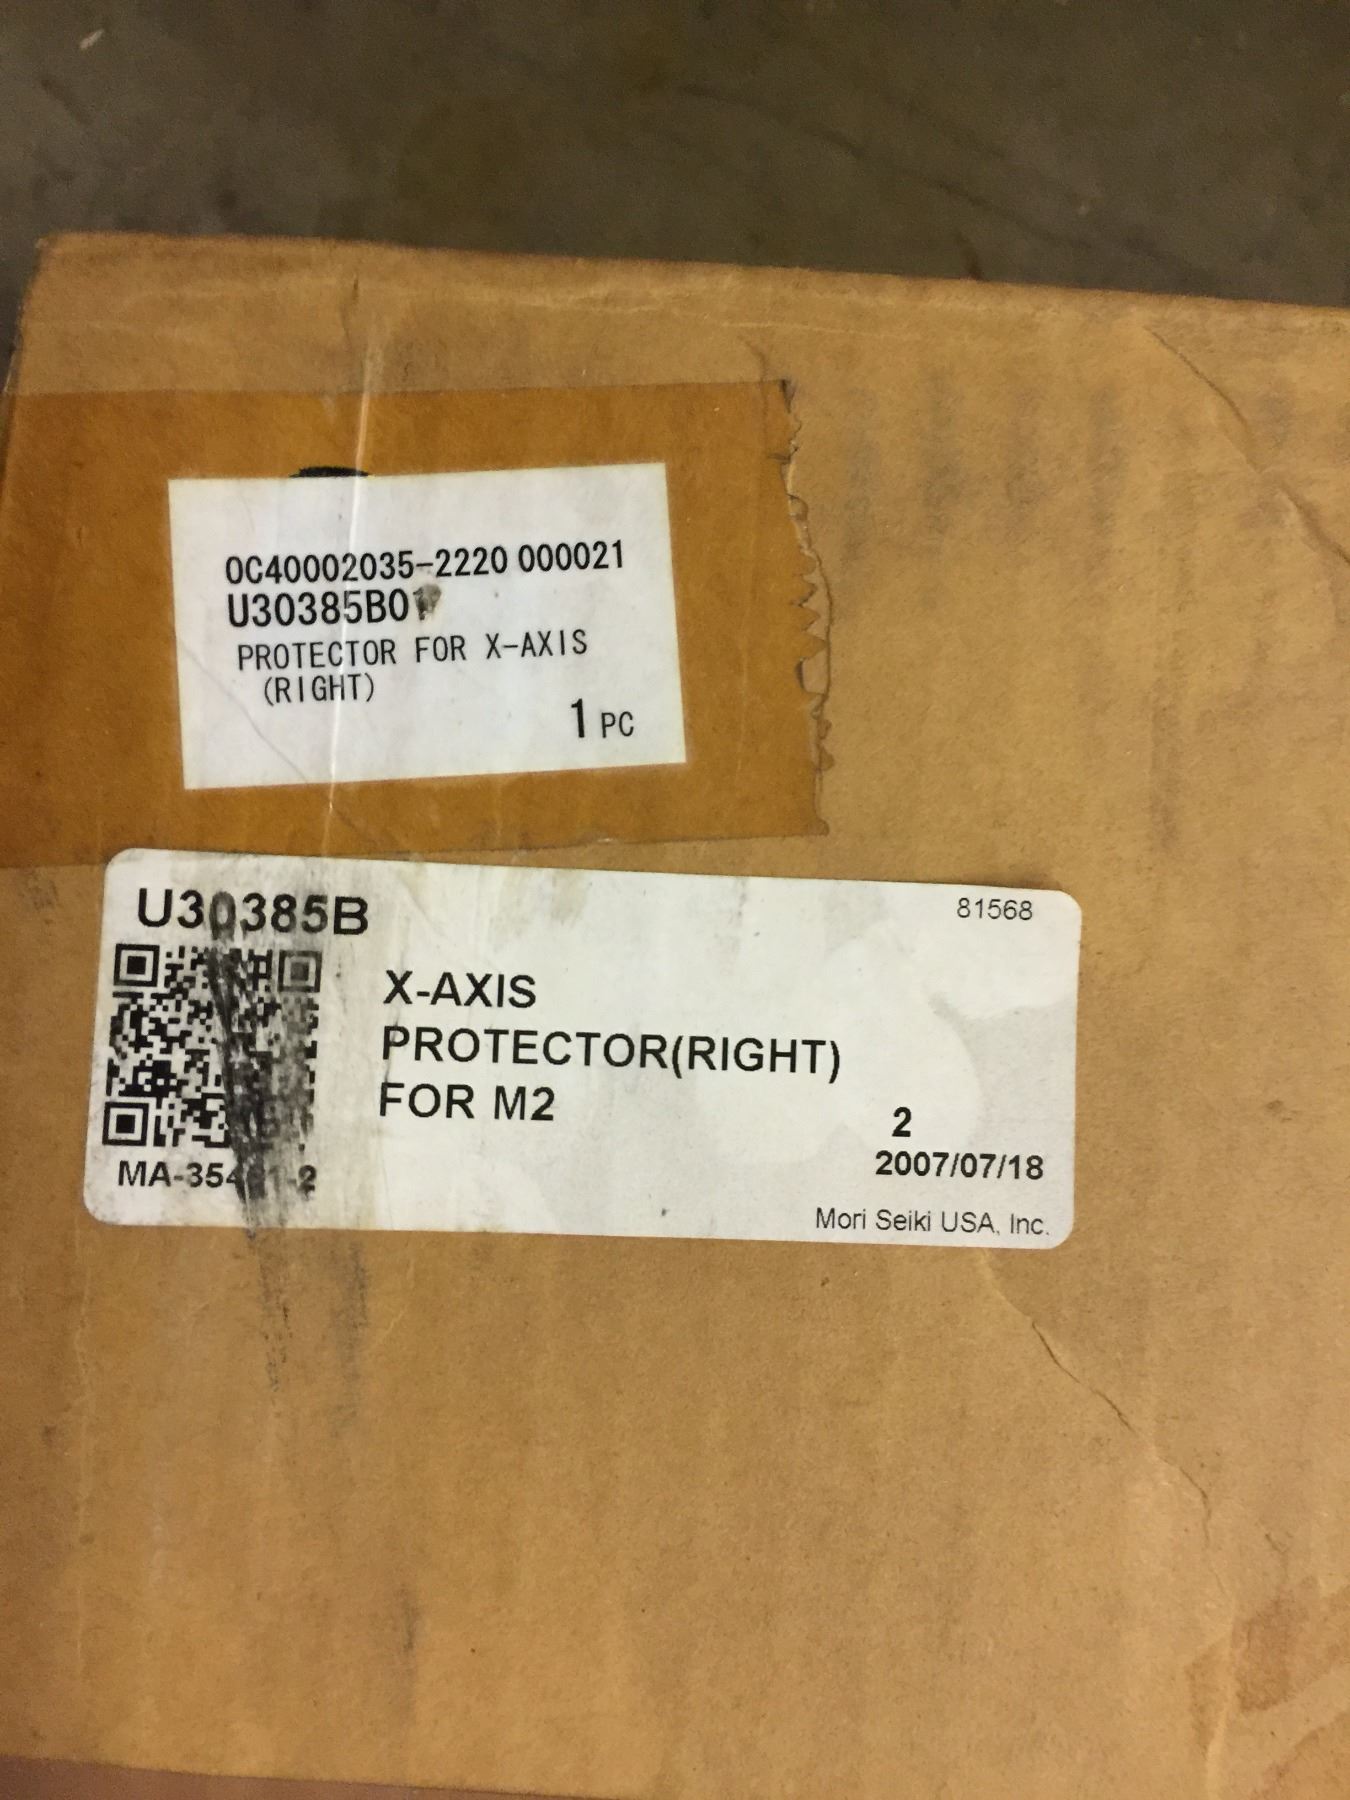 0C40002035-2220 000021
PROTECTOR FOR X-AXIS
(RIGHT)
1 PC
U30385B
81568
X-AXIS
PROTECTOR(RIGHT)
FOR M2
2
2007/07/18
Mori Seiki USA, Inc.